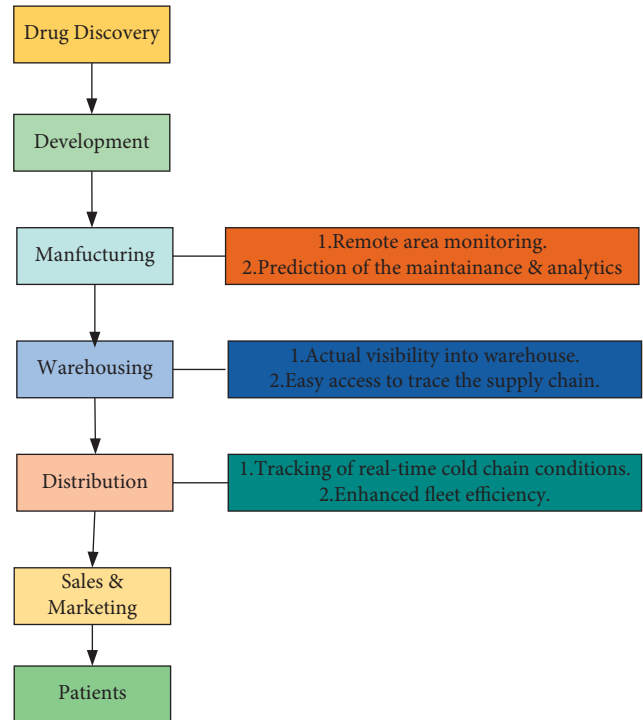 Drug Discovery
Development
Manfucturing
1.Remote area monitoring.
2.Prediction of the maintainance & analytics
Warehousing
1.Actual visibility into warehouse.
2.Easy access to trace the supply chain.
Distribution
1.Tracking of real-time cold chain conditions.
2.Enhanced fleet efficiency.
Sales &
Marketing
Patients